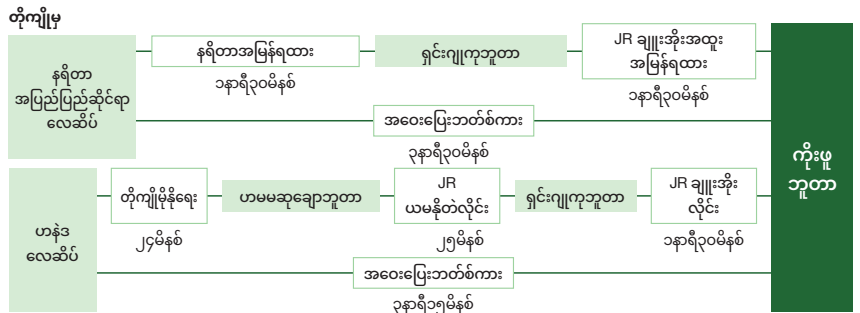 တိုကျိုမှ
နရိတာ
အပြည်ပြည်ဆိုင်ရာ
လေဆိပ်
နရိတာအမြန်ရထား
၁နာရီ၃၀မိနစ်
ရှင်းဂျုကုဘူတာ
JR ချူးအိုးအထူး
အမြန်ရထား
၁နာရီ၃၀မိနစ်
အဝေးပြေးဘတ်စ်ကား
၃နာရီ၃၀မိနစ်
ကိုးဖူ
ဘူတာ
ဟနဲဒ
လေဆိပ်
တိုကျိုမိုနိုရေး
၂၄မိနစ်
ဟမမဆုချောဘူတာ
JR
ယမနိုတဲလိုင်း
၂၅မိနစ်
ရှင်းဂျုကုဘူတာ
JR ချူးအိုး
လိုင်း
၁နာရီ၃၀မိနစ်
အဝေးပြေးဘတ်စ်ကား
၃နာရီ၁၅မိနစ်